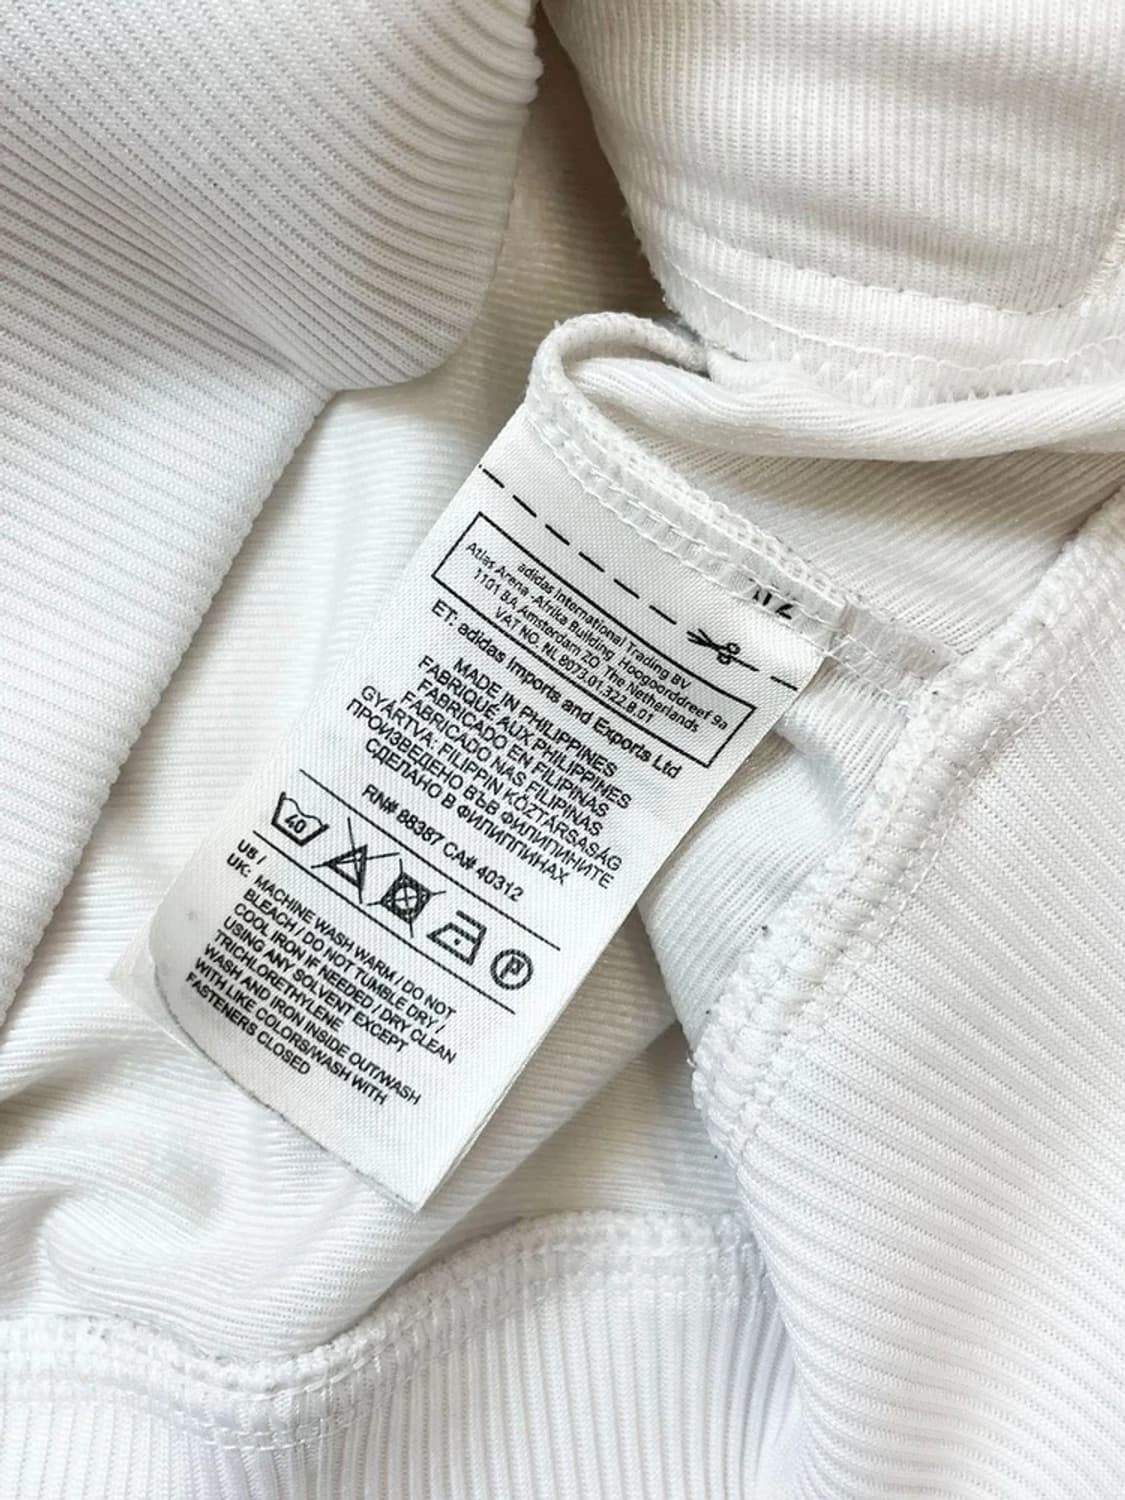 adidas International Trading BV
Atlas Arena -Afrika Building, Hoogoorddreef 9a
1101 BA Amsterdam ZO, The Netherlands
VAT NO. NL 8073.01.322.B.01
ET: adidas Imports and Exports Ltd
MADE IN PHILIPPINES
FABRIQUÉ AUX PHILIPPINES
FABRICADO EN FILIPINAS
FABRICADO NAS FILIPINAS
GYÁRTVA: FILIPPIN KÖZTÁRSASÁG
ПРОИЗВЕДЕНО ВЪВ ФИЛИПИНИТЕ
СДЕЛАНО В ФИЛИППИНАХ
RN# 88387 CA# 40312
40
P
US /
UK: MACHINE WASH WARM / DO NOT
BLEACH / DO NOT TUMBLE DRY /
COOL IRON IF NEEDED / DRY CLEAN
USING ANY SOLVENT EXCEPT
TRICHLORETHYLENE
WASH AND IRON INSIDE OUT/WASH
WITH LIKE COLORS/WASH WITH
FASTENERS CLOSED